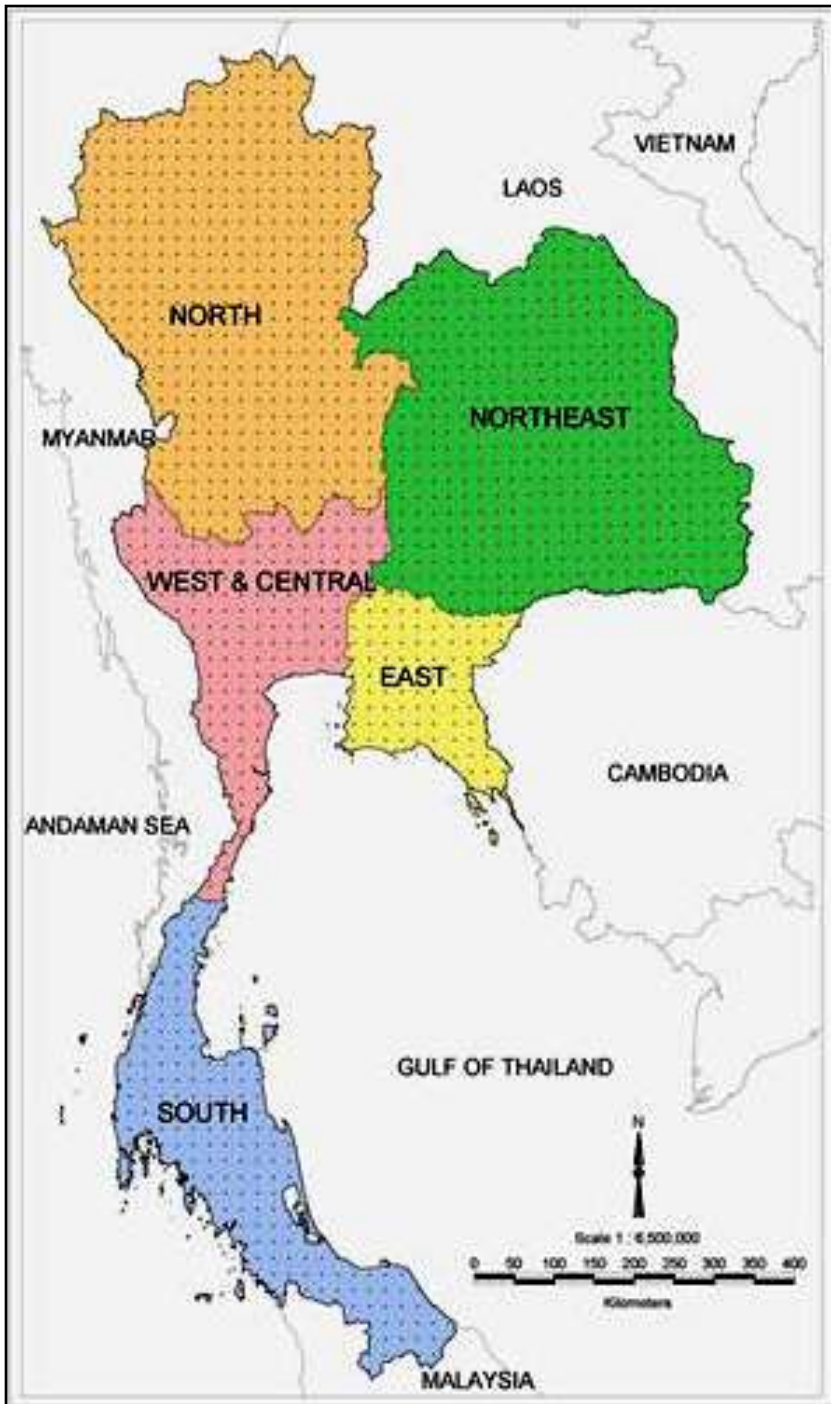 VIETNAM
LAOS
NORTH
NORTHEAST
MYANMAR
WEST & CENTRAL
EAST
CAMBODIA
ANDAMAN SEA
GULF OF THAILAND
SOUTH
N
Scale 1 : 6,500,000
0 50 100 150 200 250 300 350 400
Kilometers
MALAYSIA